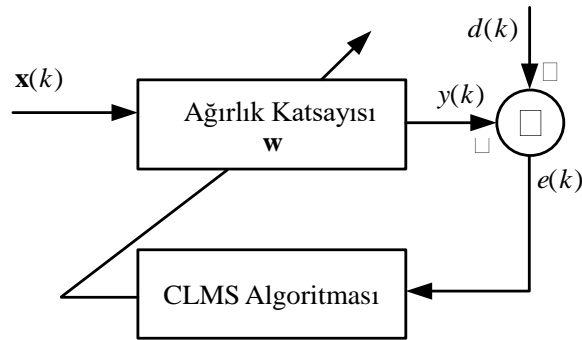 d(k)
x(k)
Ağırlık Katsayısı
w
y(k)
e(k)
CLMS Algoritması